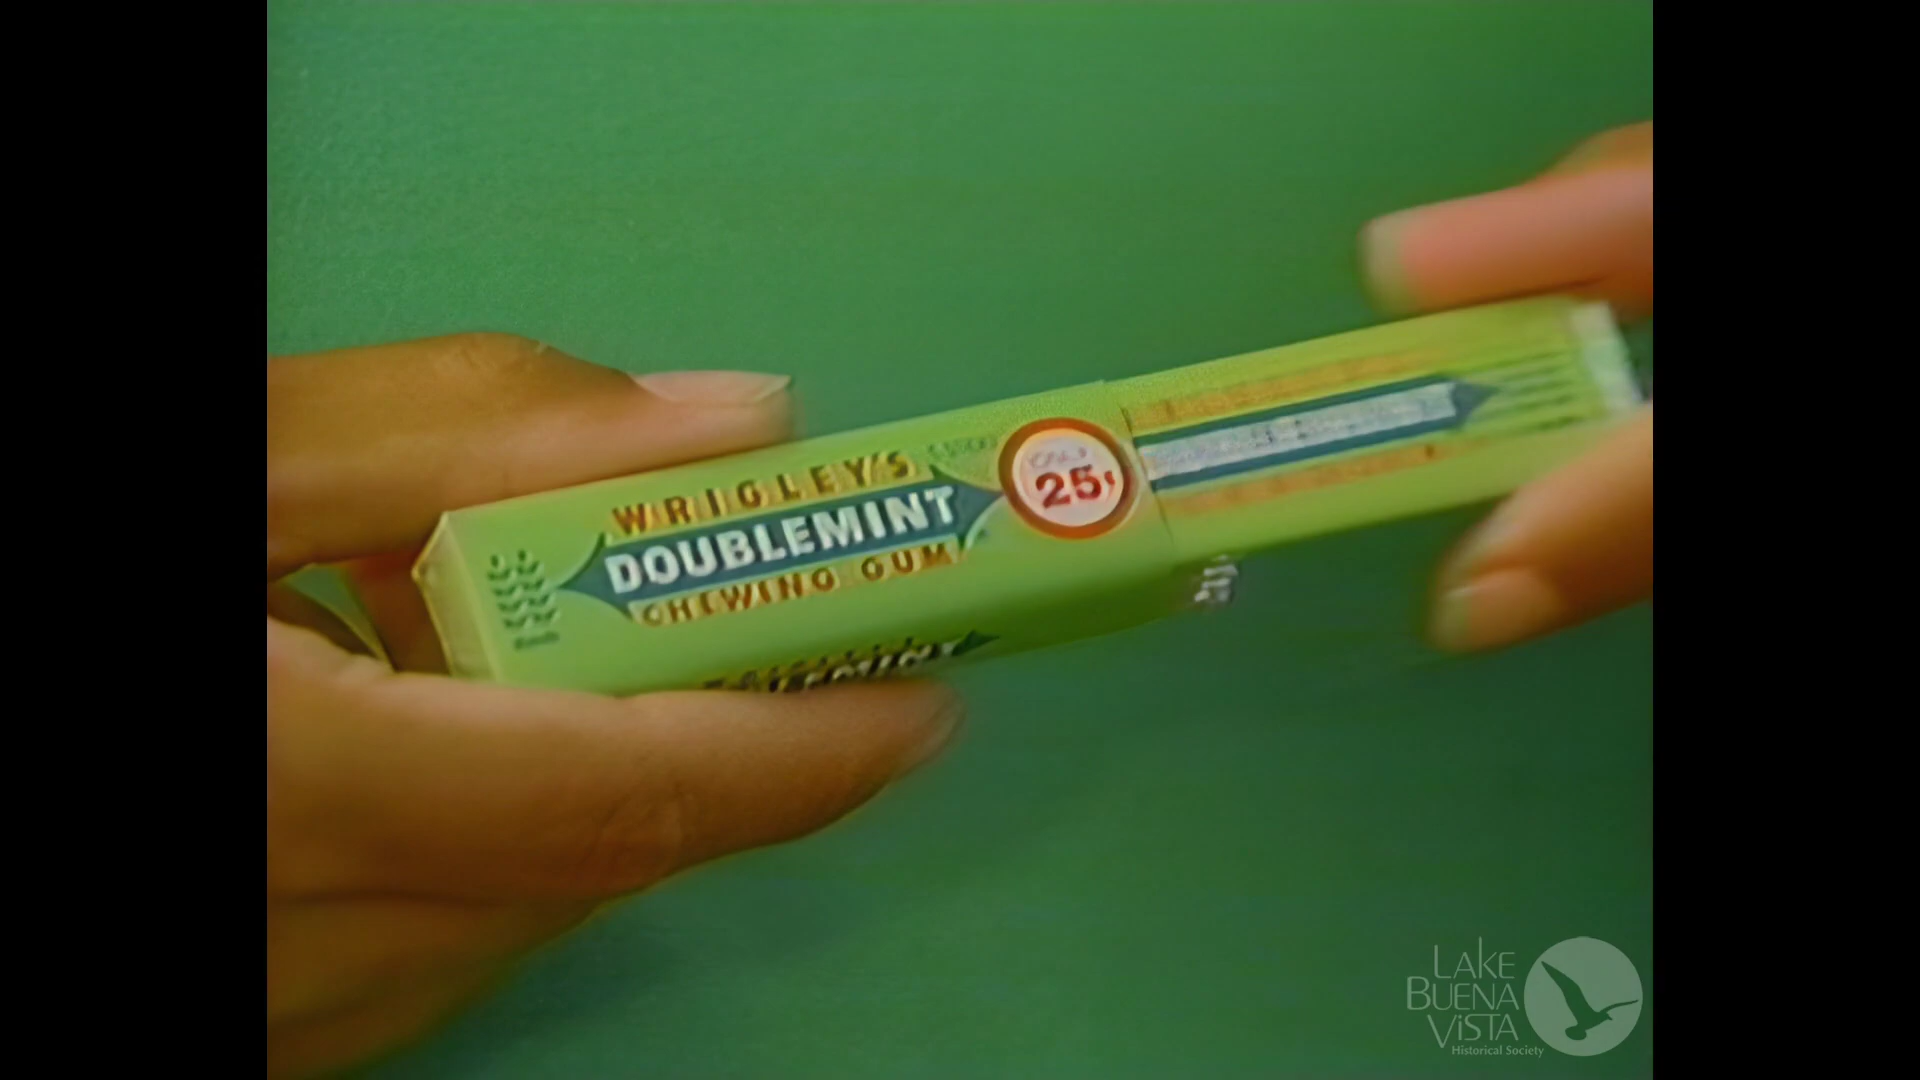 WRIGLEY'S
DOUBLEMINT
CHEWING GUM
ONLY
25¢
LAKE
BUENA
VISTA
Historical Society